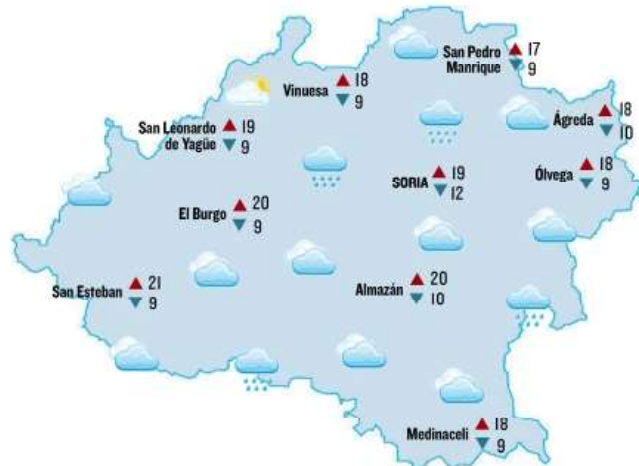 San Pedro
Manrique
17
9
Vinuesa
18
9
San Leonardo
de Yagüe
19
9
Ágreda
18
10
SORIA
19
12
Ólvega
18
9
El Burgo
20
9
San Esteban
21
9
Almazán
20
10
Medinaceli
18
9